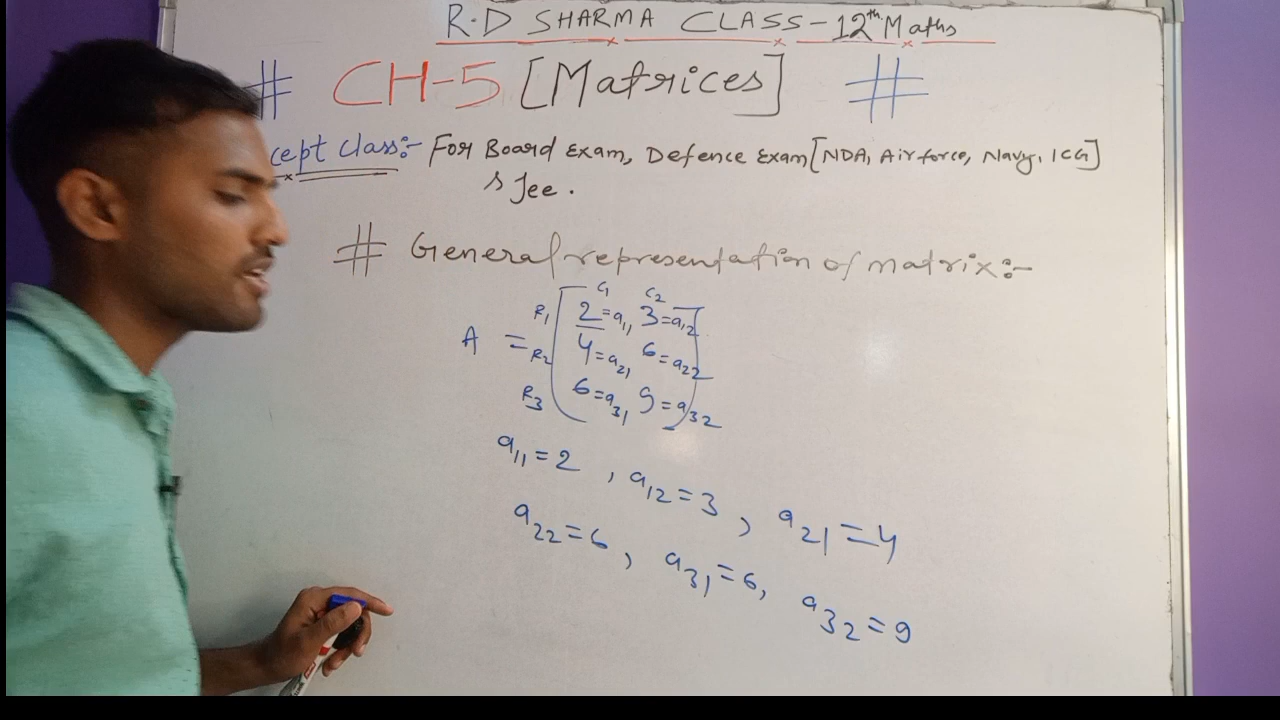 R.D SHARMA CLASS-12th Maths
# CH-5 [Matrices] #
cept class:- For Board Exam, Defence Exam [NDA, Airforce, Navy, ICG]
& Jee.
# General representation of matrix:-
C1 C2
R1 2=a11 3=a12
A = R2 4=a21 6=a22
R3 6=a31 9=a32
a11=2, a12=3, a21=4
a22=6, a31=6, a32=9